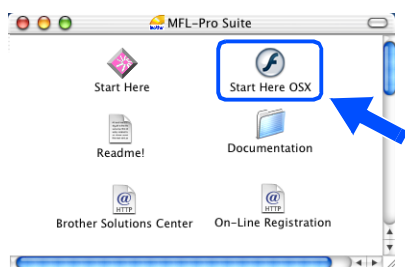 MFL-Pro Suite
Start Here
Start Here OSX
Readme!
Documentation
@
HTTP
@
HTTP
Brother Solutions Center
On-Line Registration